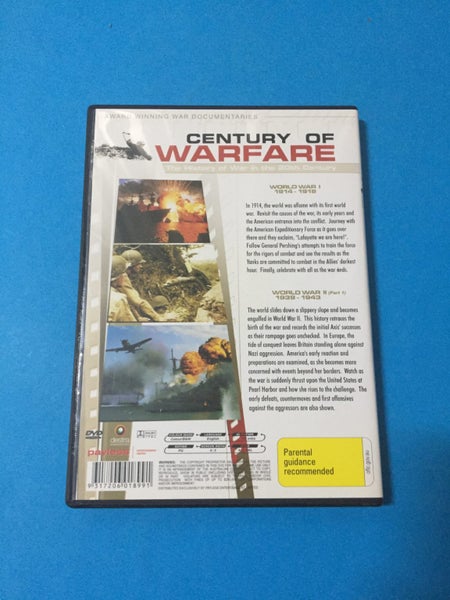 AWARD WINNING WAR DOCUMENTARIES
CENTURY OF
WARFARE
The History of War in the 20th Century
WORLD WAR I
1914 - 1918
In 1914, the world was aflame with its first world
war. Revisit the causes of the war, its early years and
the American entrance into the conflict. Journey with
the American Expeditionary Force as it goes over
there and they exclaim, "Lafayette we are here!".
Follow General Pershing's attempts to train the force
for the rigors of combat and see the results as the
Yanks are committed to combat in the Allies' darkest
hour. Finally, celebrate with all as the war ends.
WORLD WAR II (Part 1)
1939 - 1943
The world slides down a slippery slope and becomes
engulfed in World War II. This history retraces the
birth of the war and records the initial Axis' successes
as their rampage goes unchecked. In Europe, the
tide of conquest leaves Britain standing alone against
Nazi aggression. America's early reaction and
preparations are examined, as she becomes more
concerned with events beyond her borders. Watch as
the war is suddenly thrust upon the United States at
Pearl Harbor and how she rises to the challenge. The
early defeats, countermoves and first offensives
against the aggressors are also shown.
DVD
payless
English
PG
9 317206 018991
Parental
guidance
recommended